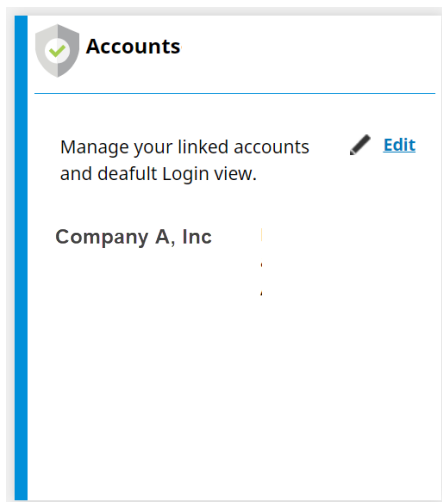 Accounts
Manage your linked accounts
Edit
and deafult Login view.
Company A, Inc